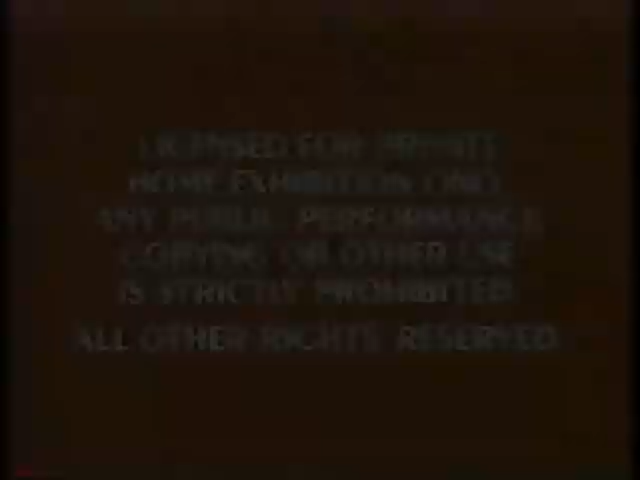 LICENSED FOR PRIVATE
HOME EXHIBITION ONLY.
ANY PUBLIC PERFORMANCE,
COPYING OR OTHER USE
IS STRICTLY PROHIBITED.
ALL OTHER RIGHTS RESERVED.